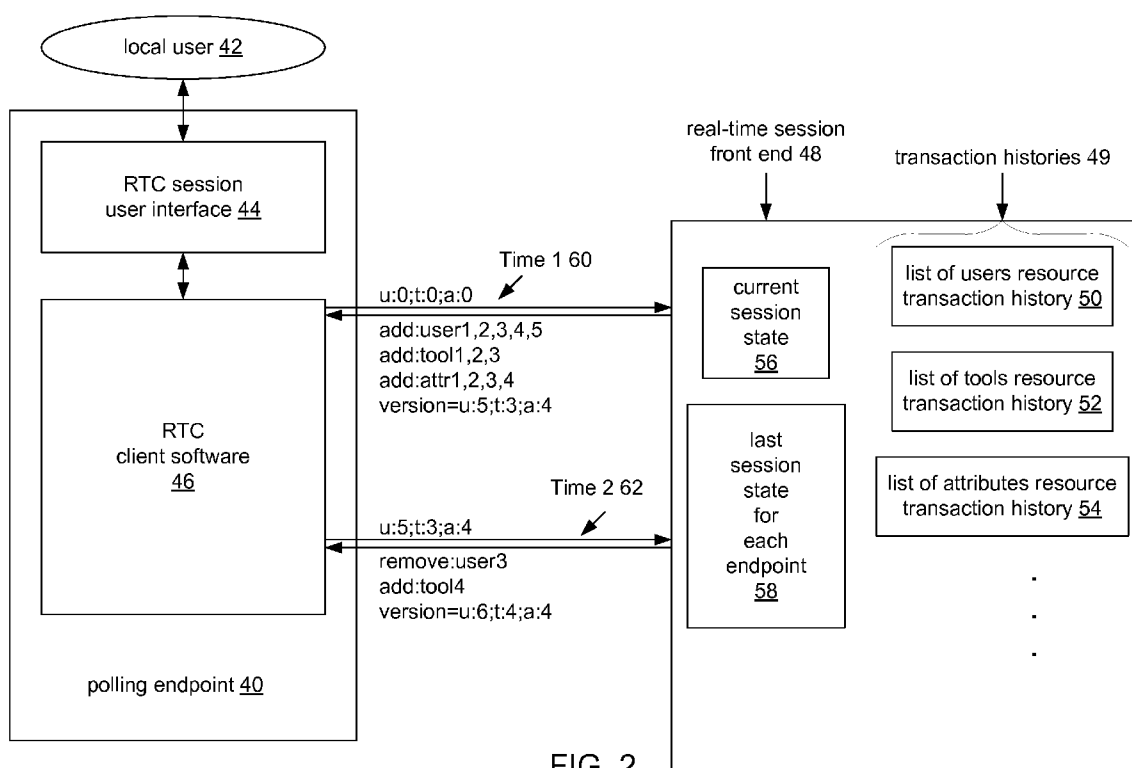 local user 42
RTC session
user interface 44
RTC
client software
46
polling endpoint 40
Time 1 60
u:0;t:0;a:0
add:user1,2,3,4,5
add:tool1,2,3
add:attr1,2,3,4
version=u:5;t:3;a:4
Time 2 62
u:5;t:3;a:4
remove:user3
add:tool4
version=u:6;t:4;a:4
real-time session
front end 48
transaction histories 49
current
session
state
56
last
session
state
for
each
endpoint
58
list of users resource
transaction history 50
list of tools resource
transaction history 52
list of attributes resource
transaction history 54
FIG. 2